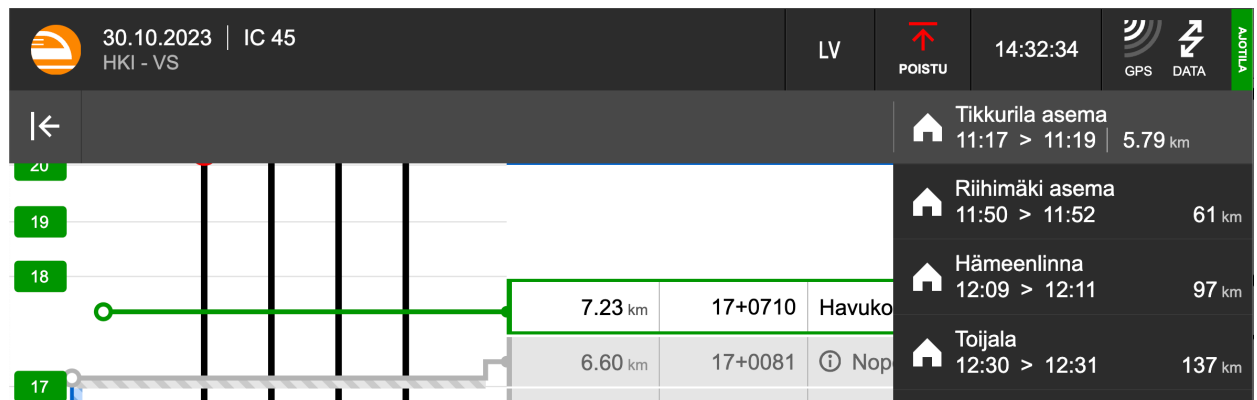 30.10.2023 | IC 45
HKI - VS
LV
POISTU
14:32:34
GPS
DATA
AJOTILA
Tikkurila asema
11:17 > 11:19 | 5.79 km
20
Riihimäki asema
11:50 > 11:52 61 km
19
18
Hämeenlinna
12:09 > 12:11 97 km
7.23 km 17+0710 Havuko
Toijala
12:30 > 12:31 137 km
6.60 km 17+0081 Nop
17